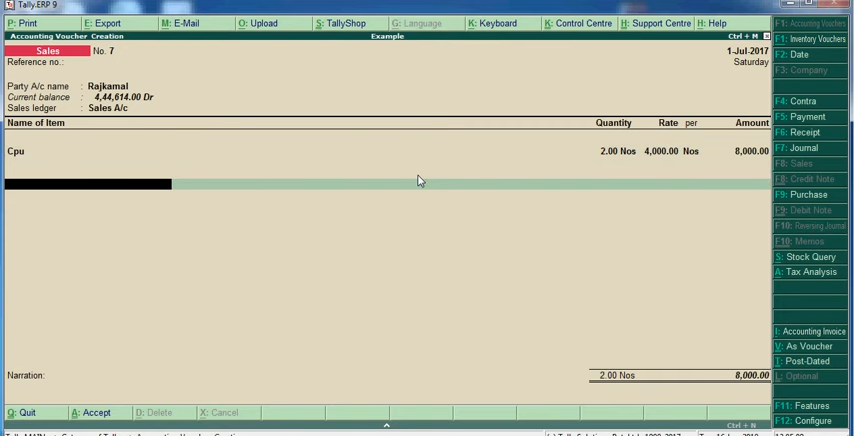 Tally.ERP 9
P: Print E: Export M: E-Mail O: Upload S: TallyShop G: Language K: Keyboard K: Control Centre H: Support Centre H: Help
F1: Accounting Vouchers
Accounting Voucher Creation Example Ctrl + M
F1: Inventory Vouchers
Sales No. 7 1-Jul-2017
F2: Date
Reference no.: Saturday
F3: Company
Party A/c name : Rajkamal
Current balance : 4,44,614.00 Dr
F4: Contra
Sales ledger : Sales A/c
F5: Payment
Name of Item Quantity Rate per Amount
F6: Receipt
F7: Journal
Cpu 2.00 Nos 4,000.00 Nos 8,000.00
F8: Sales
F8: Credit Note
F9: Purchase
F9: Debit Note
F10: Reversing Journal
F10: Memos
S: Stock Query
A: Tax Analysis
I: Accounting Invoice
V: As Voucher
T: Post-Dated
Narration: 2.00 Nos 8,000.00
L: Optional
F11: Features
Q: Quit A: Accept D: Delete X: Cancel
F12: Configure
Ctrl + N